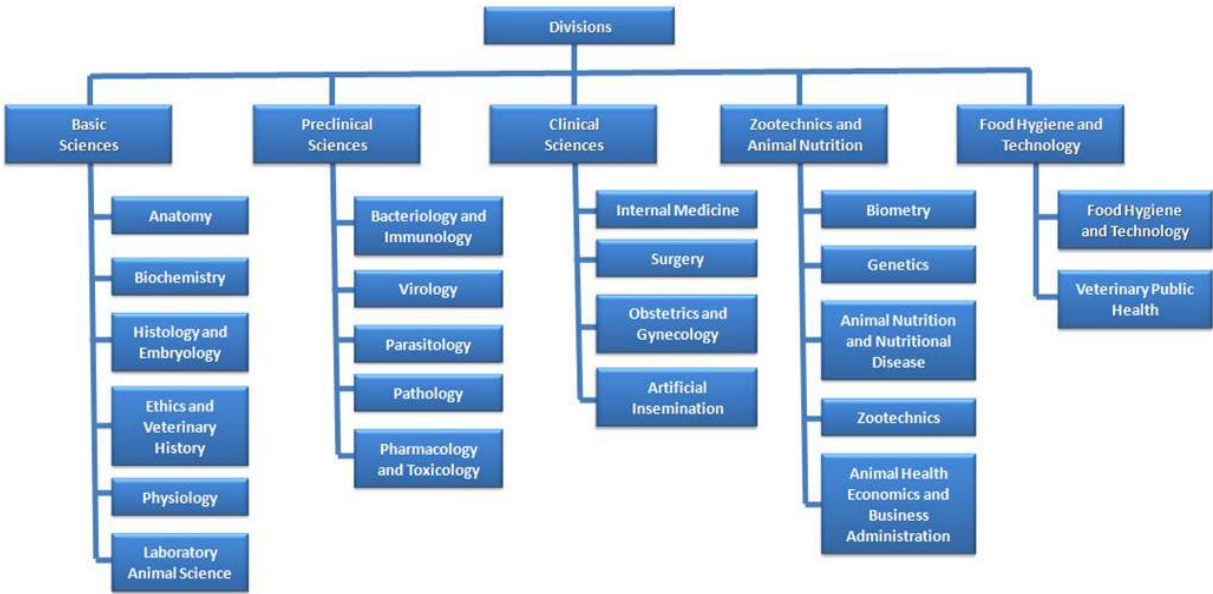 Divisions
Basic
Sciences
Anatomy
Biochemistry
Histology and
Embryology
Ethics and
Veterinary
History
Physiology
Laboratory
Animal Science
Preclinical
Sciences
Bacteriology and
Immunology
Virology
Parasitology
Pathology
Pharmacology
and Toxicology
Clinical
Sciences
Internal Medicine
Surgery
Obstetrics and
Gynecology
Artificial
Insemination
Zootechnics and
Animal Nutrition
Biometry
Genetics
Animal Nutrition
and Nutritional
Disease
Zootechnics
Animal Health
Economics and
Business
Administration
Food Hygiene and
Technology
Food Hygiene
and Technology
Veterinary Public
Health